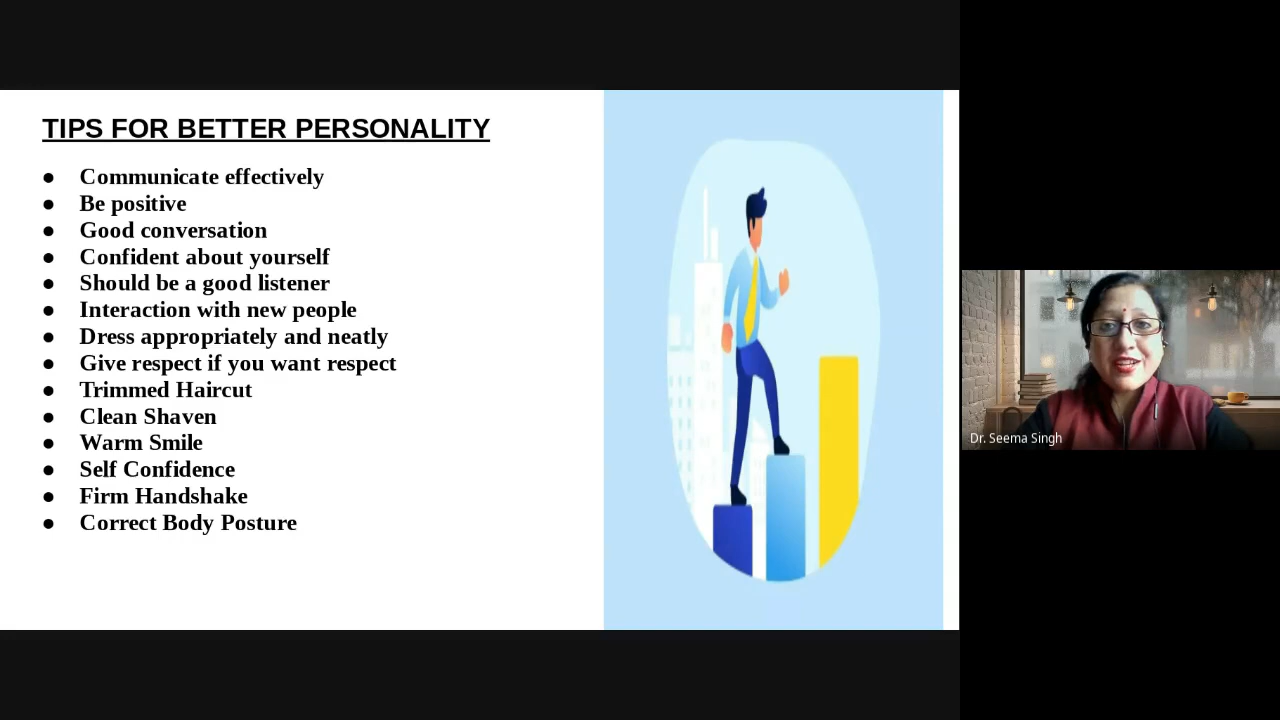 TIPS FOR BETTER PERSONALITY
● Communicate effectively
● Be positive
● Good conversation
● Confident about yourself
● Should be a good listener
● Interaction with new people
● Dress appropriately and neatly
● Give respect if you want respect
● Trimmed Haircut
● Clean Shaven
● Warm Smile
● Self Confidence
● Firm Handshake
● Correct Body Posture
Dr. Seema Singh